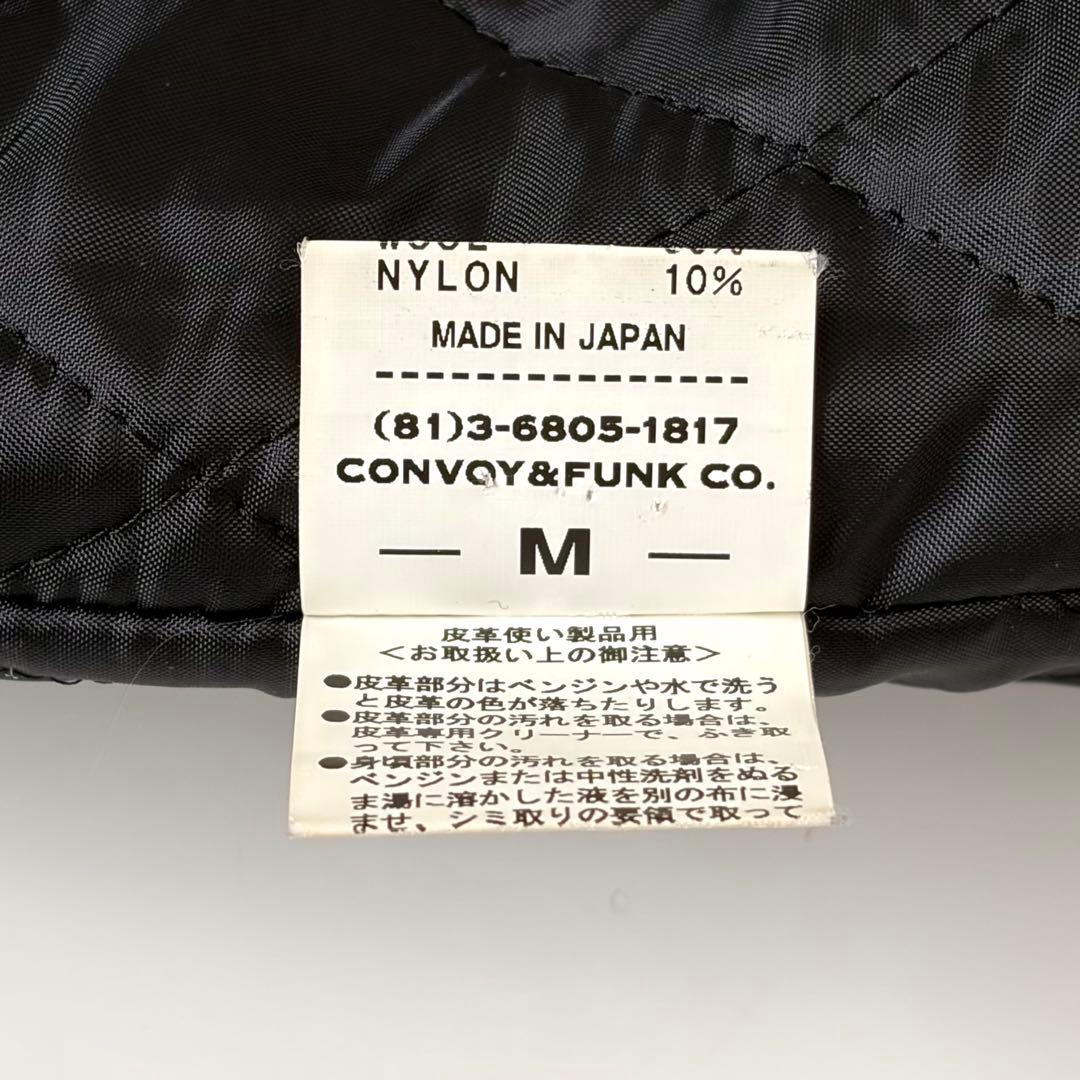 WOOL
NYLON 10%
MADE IN JAPAN
(81)3-6805-1817
CONVOY&FUNK CO.
— M —
皮革使い製品用
＜お取扱い上の御注意＞
●皮革部分はベンジンや水で洗う
と皮革の色が落ちたりします。
●皮革部分の汚れを取る場合は、
皮革専用クリーナーで、ふき取
って下さい。
●身頃部分の汚れを取る場合は、
ベンジンまたは中性洗剤をぬる
ま湯に溶かした液を別の布に浸
ませ、シミ取りの要領で取って